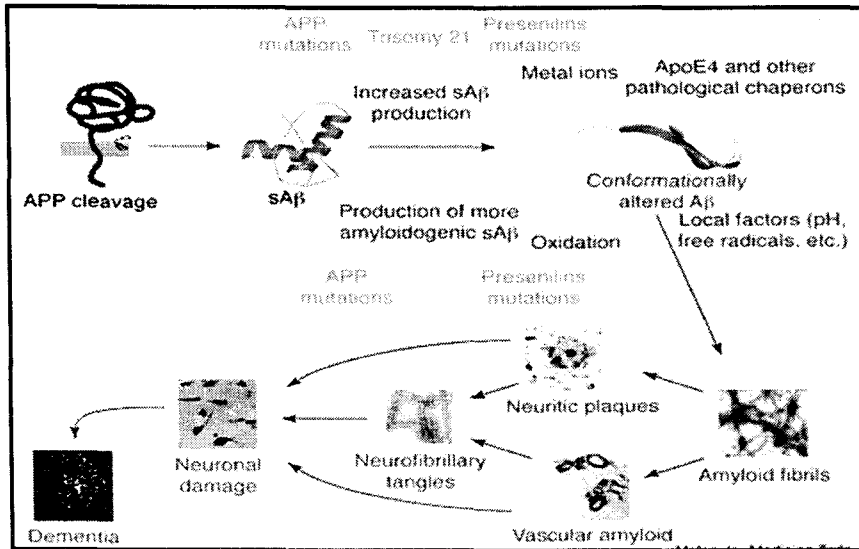 APP
mutations
Trisomy 21
Presenilins
mutations
Metal ions
ApoE4 and other
pathological chaperons
Increased sAβ
production
APP cleavage
sAβ
Conformationally
altered Aβ
Production of more
amyloidogenic sAβ
Oxidation
Local factors (pH,
free radicals, etc.)
APP
mutations
Presenilins
mutations
Neuritic plaques
Neuronal
damage
Neurofibrillary
tangles
Amyloid fibrils
Dementia
Vascular amyloid